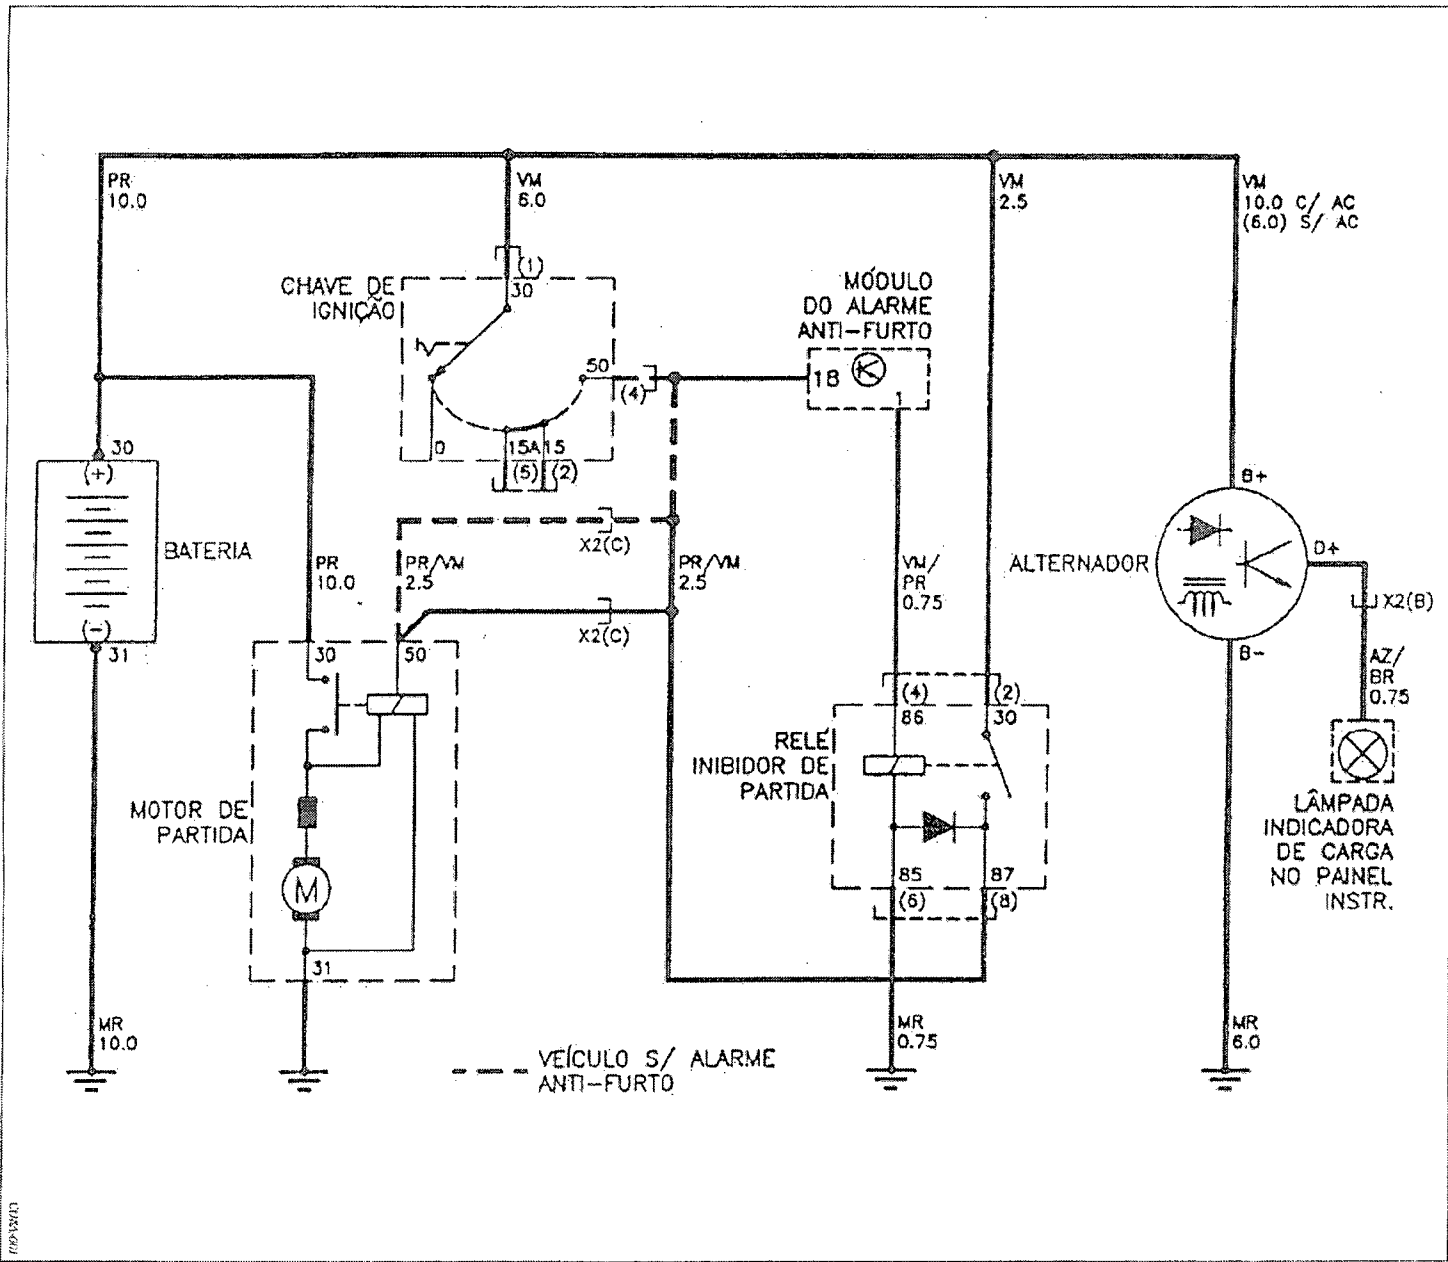 PR
10.0
VM
6.0
VM
2.5
VM
10.0 C/ AC
(6.0) S/ AC
CHAVE DE
IGNIÇÃO
(1)
30
50
(4)
0
15A 15
(5) (2)
MÓDULO
DO ALARME
ANTI-FURTO
18
30
(+)
BATERIA
(-)
31
PR
10.0
PR/VM
2.5
X2(C)
X2(C)
PR/VM
2.5
VM/
PR
0.75
ALTERNADOR
B+
D+
B-
X2(B)
AZ/
BR
0.75
LÂMPADA
INDICADORA
DE CARGA
NO PAINEL
INSTR.
30
50
MOTOR DE
PARTIDA
M
31
RELÉ
INIBIDOR DE
PARTIDA
(4)
(2)
86
30
85
87
(6)
(8)
MR
10.0
MR
0.75
MR
6.0
VEÍCULO S/ ALARME
ANTI-FURTO